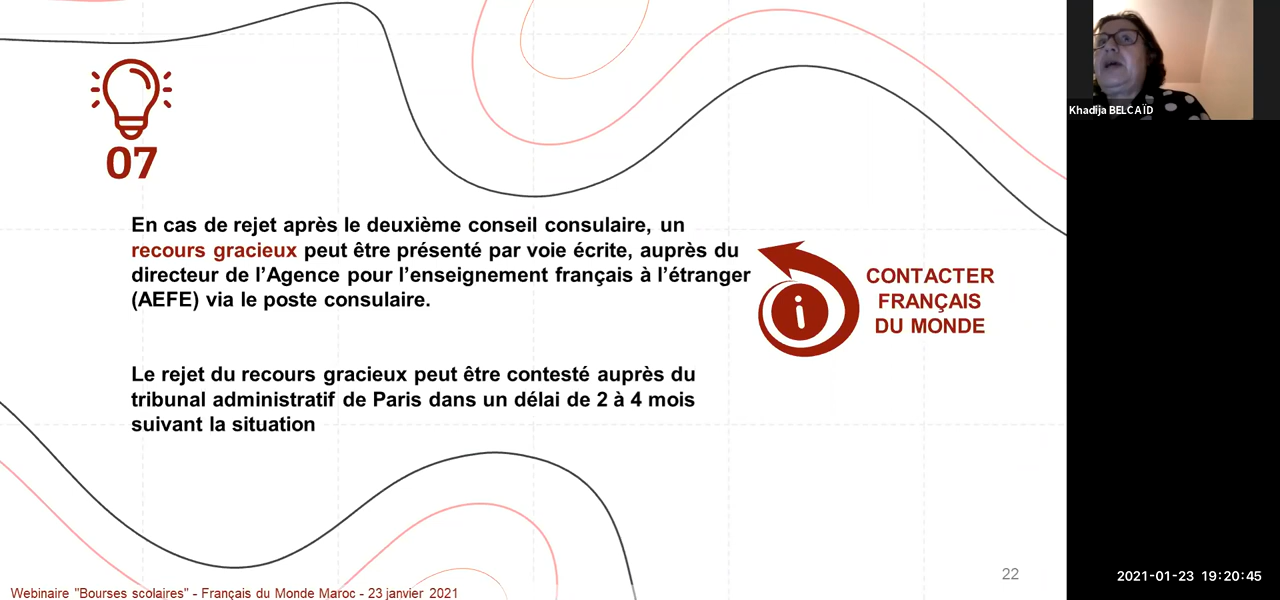 07
En cas de rejet après le deuxième conseil consulaire, un
recours gracieux peut être présenté par voie écrite, auprès du
directeur de l'Agence pour l'enseignement français à l'étranger
(AEFE) via le poste consulaire.
CONTACTER
FRANÇAIS
DU MONDE
Le rejet du recours gracieux peut être contesté auprès du
tribunal administratif de Paris dans un délai de 2 à 4 mois
suivant la situation
22
Webinaire "Bourses scolaires" - Français du Monde Maroc - 23 janvier 2021
Khadija BELCAÏD
2021-01-23 19:20:45